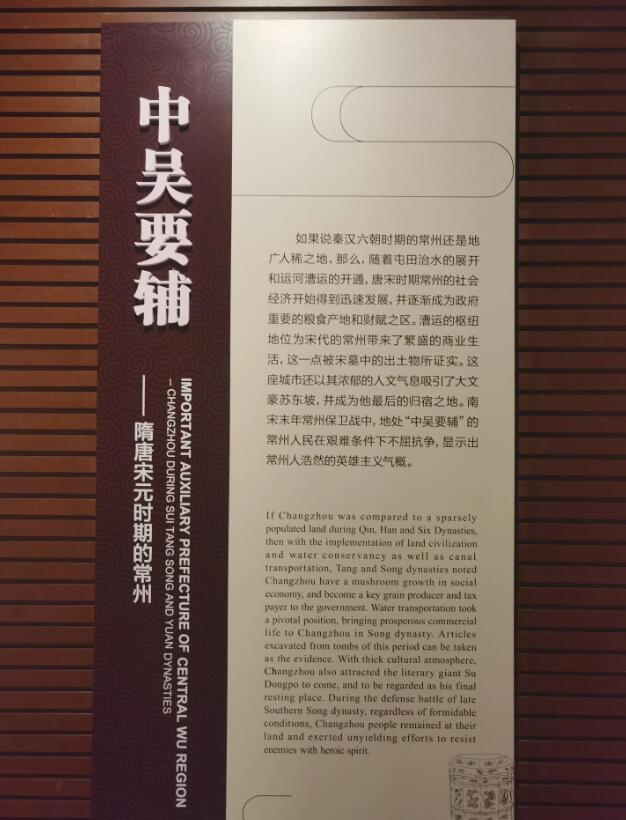 中吴要辅
——隋唐宋元时期的常州
IMPORTANT AUXILIARY PREFECTURE OF CENTRAL WU REGION
– CHANGZHOU DURING SUI TANG SONG AND YUAN DYNASTIES
如果说秦汉六朝时期的常州还是地
广人稀之地，那么，随着屯田治水的展开
和运河漕运的开通，唐宋时期常州的社会
经济开始得到迅速发展，并逐渐成为政府
重要的粮食产地和财赋之区。漕运的枢纽
地位为宋代的常州带来了繁盛的商业生
活，这一点被宋墓中的出土物所证实。这
座城市还以其浓郁的人文气息吸引了大文
豪苏东坡，并成为他最后的归宿之地。南
宋末年常州保卫战中，地处“中吴要辅”的
常州人民在艰难条件下不屈抗争，显示出
常州人浩然的英雄主义气概。
If Changzhou was compared to a sparsely
populated land during Qin, Han and Six Dynasties,
then with the implementation of land civilization
and water conservancy as well as canal
transportation, Tang and Song dynasties noted
Changzhou have a mushroom growth in social
economy, and become a key grain producer and tax
payer to the government. Water transportation took
a pivotal position, bringing prosperous commercial
life to Changzhou in Song dynasty. Articles
excavated from tombs of this period can be taken
as the evidence. With thick cultural atmosphere,
Changzhou also attracted the literary giant Su
Dongpo to come, and to be regarded as his final
resting place. During the defense battle of late
Southern Song dynasty, regardless of formidable
conditions, Changzhou people remained at their
land and exerted unyielding efforts to resist
enemies with heroic spirit.